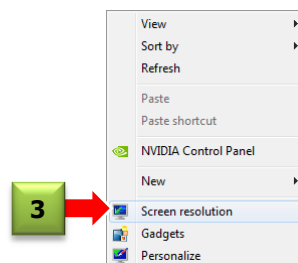 View
Sort by
Refresh
Paste
Paste shortcut
NVIDIA Control Panel
New
3
Screen resolution
Gadgets
Personalize